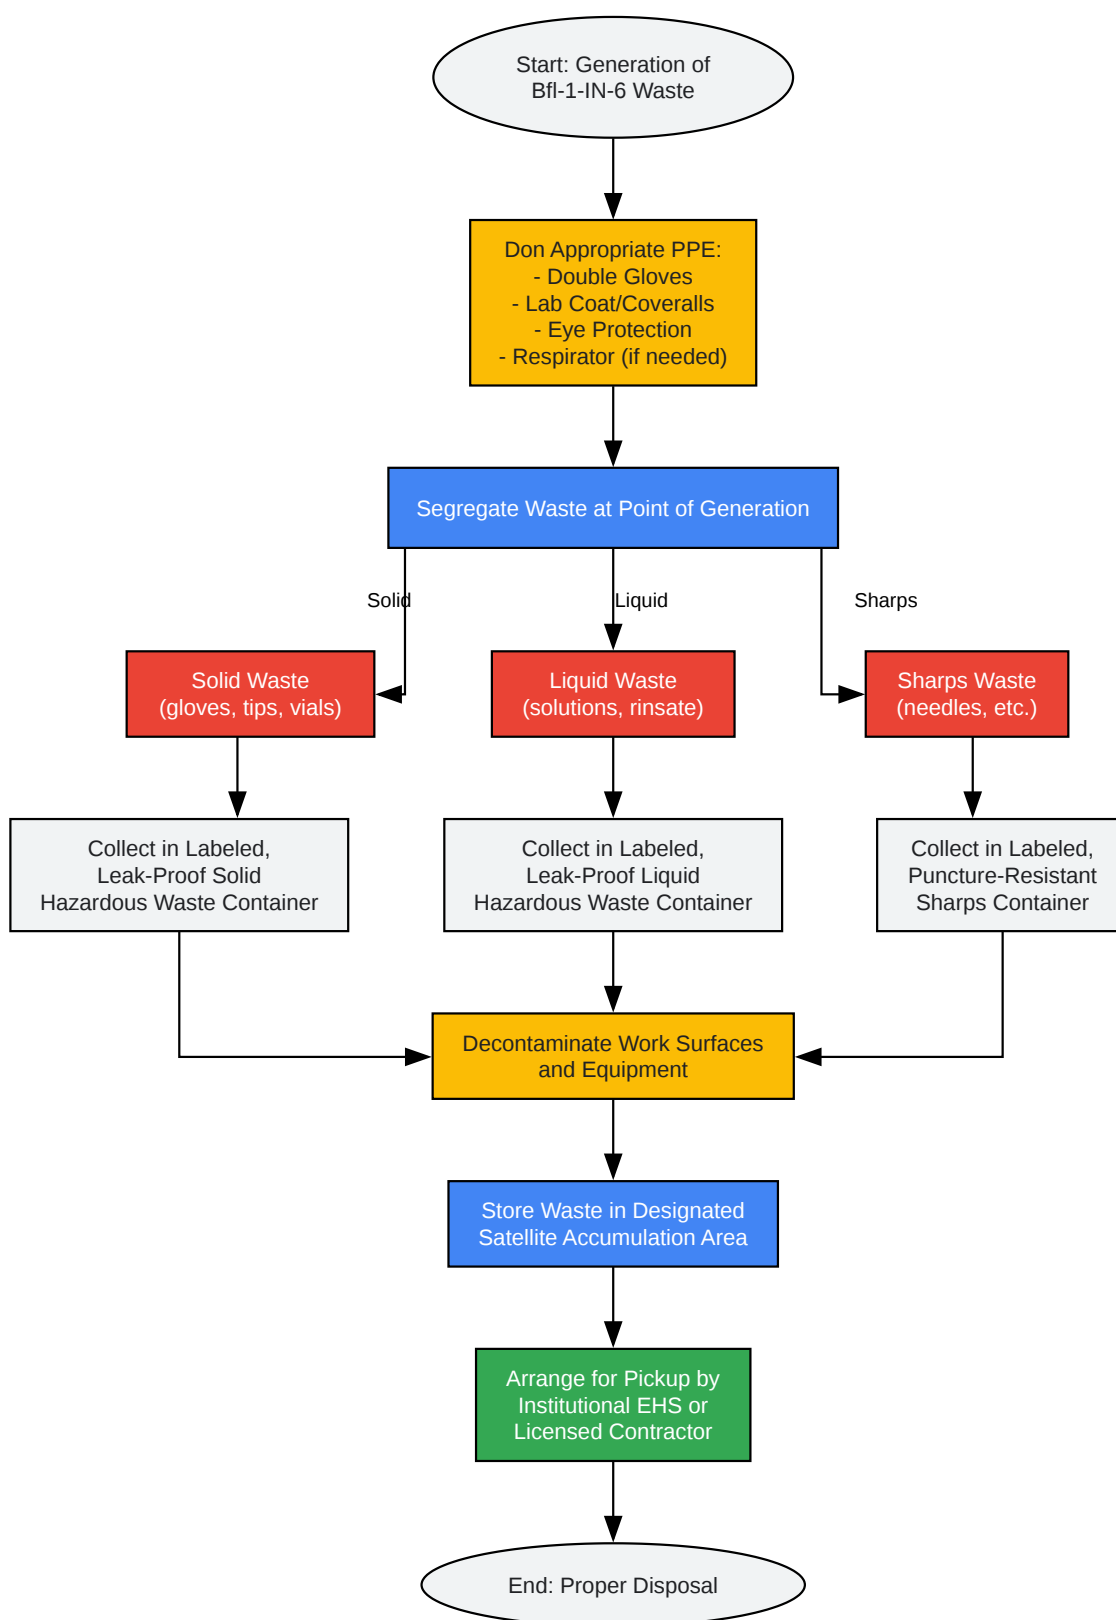 Start: Generation of
Bfl-1-IN-6 Waste
Don Appropriate PPE:
- Double Gloves
- Lab Coat/Coveralls
- Eye Protection
- Respirator (if needed)
Segregate Waste at Point of Generation
Solid
Liquid
Sharps
Solid Waste
(gloves, tips, vials)
Liquid Waste
(solutions, rinsate)
Sharps Waste
(needles, etc.)
Collect in Labeled,
Leak-Proof Solid
Hazardous Waste Container
Collect in Labeled,
Leak-Proof Liquid
Hazardous Waste Container
Collect in Labeled,
Puncture-Resistant
Sharps Container
Decontaminate Work Surfaces
and Equipment
Store Waste in Designated
Satellite Accumulation Area
Arrange for Pickup by
Institutional EHS or
Licensed Contractor
End: Proper Disposal